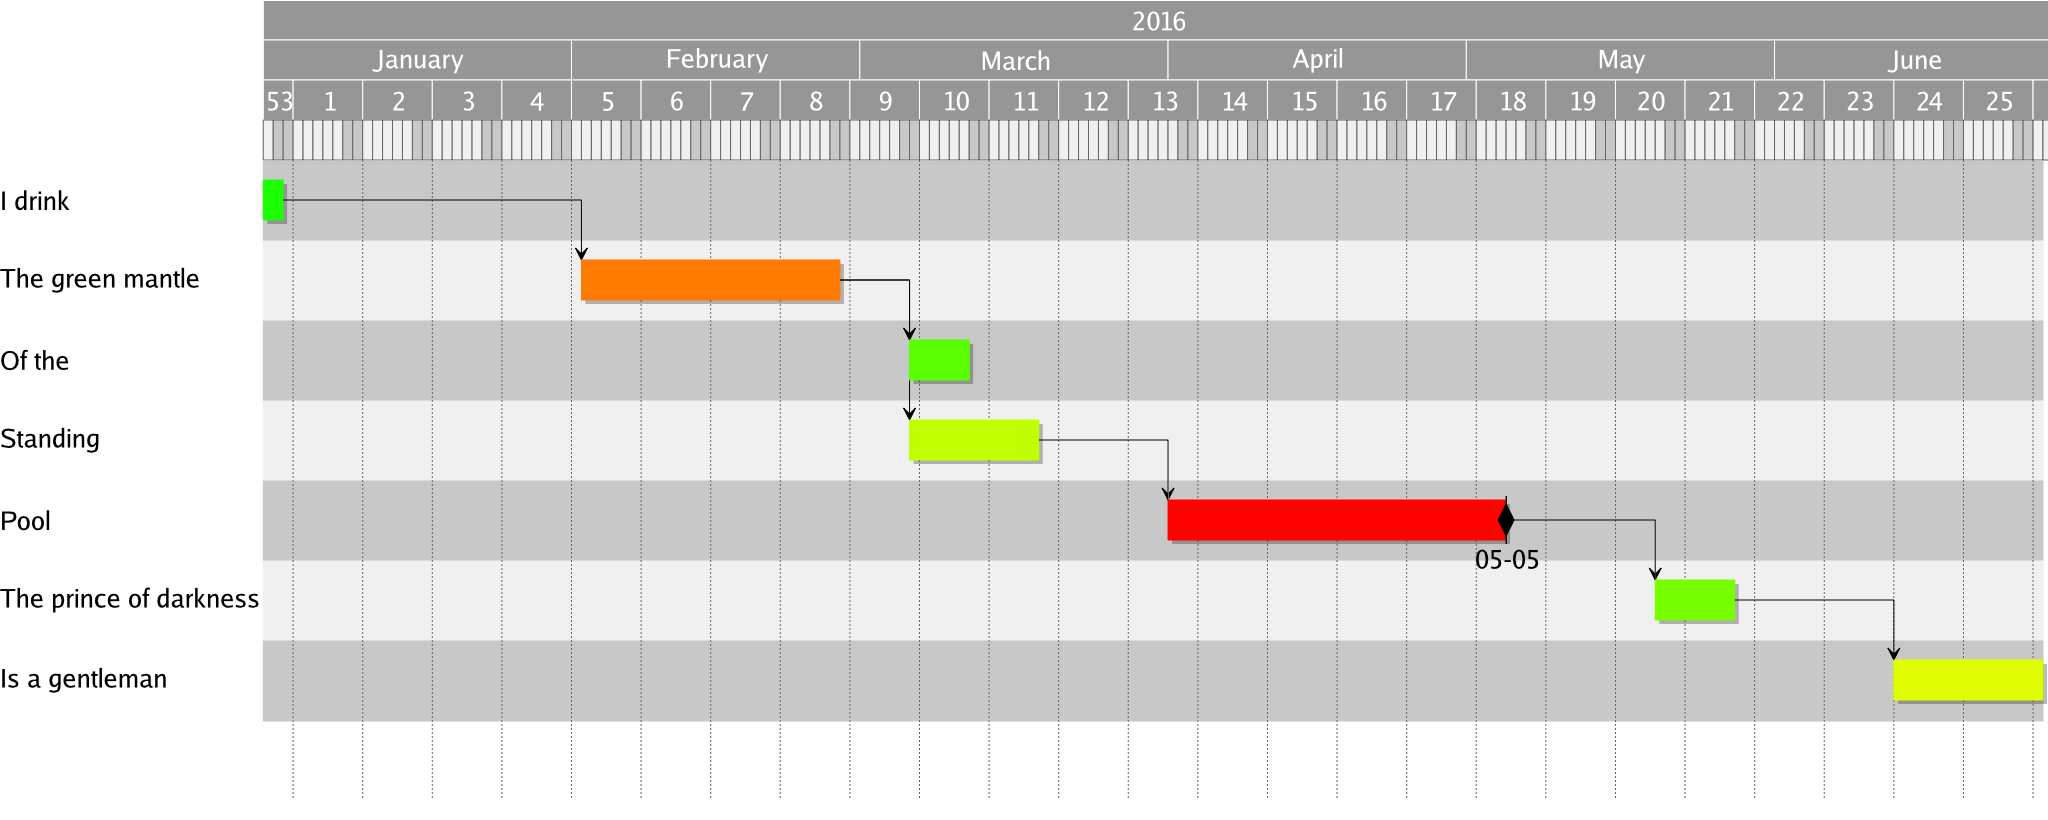 2016
January February March April May June
53 1 2 3 4 5 6 7 8 9 10 11 12 13 14 15 16 17 18 19 20 21 22 23 24 25
I drink
The green mantle
Of the
Standing
Pool
05-05
The prince of darkness
Is a gentleman